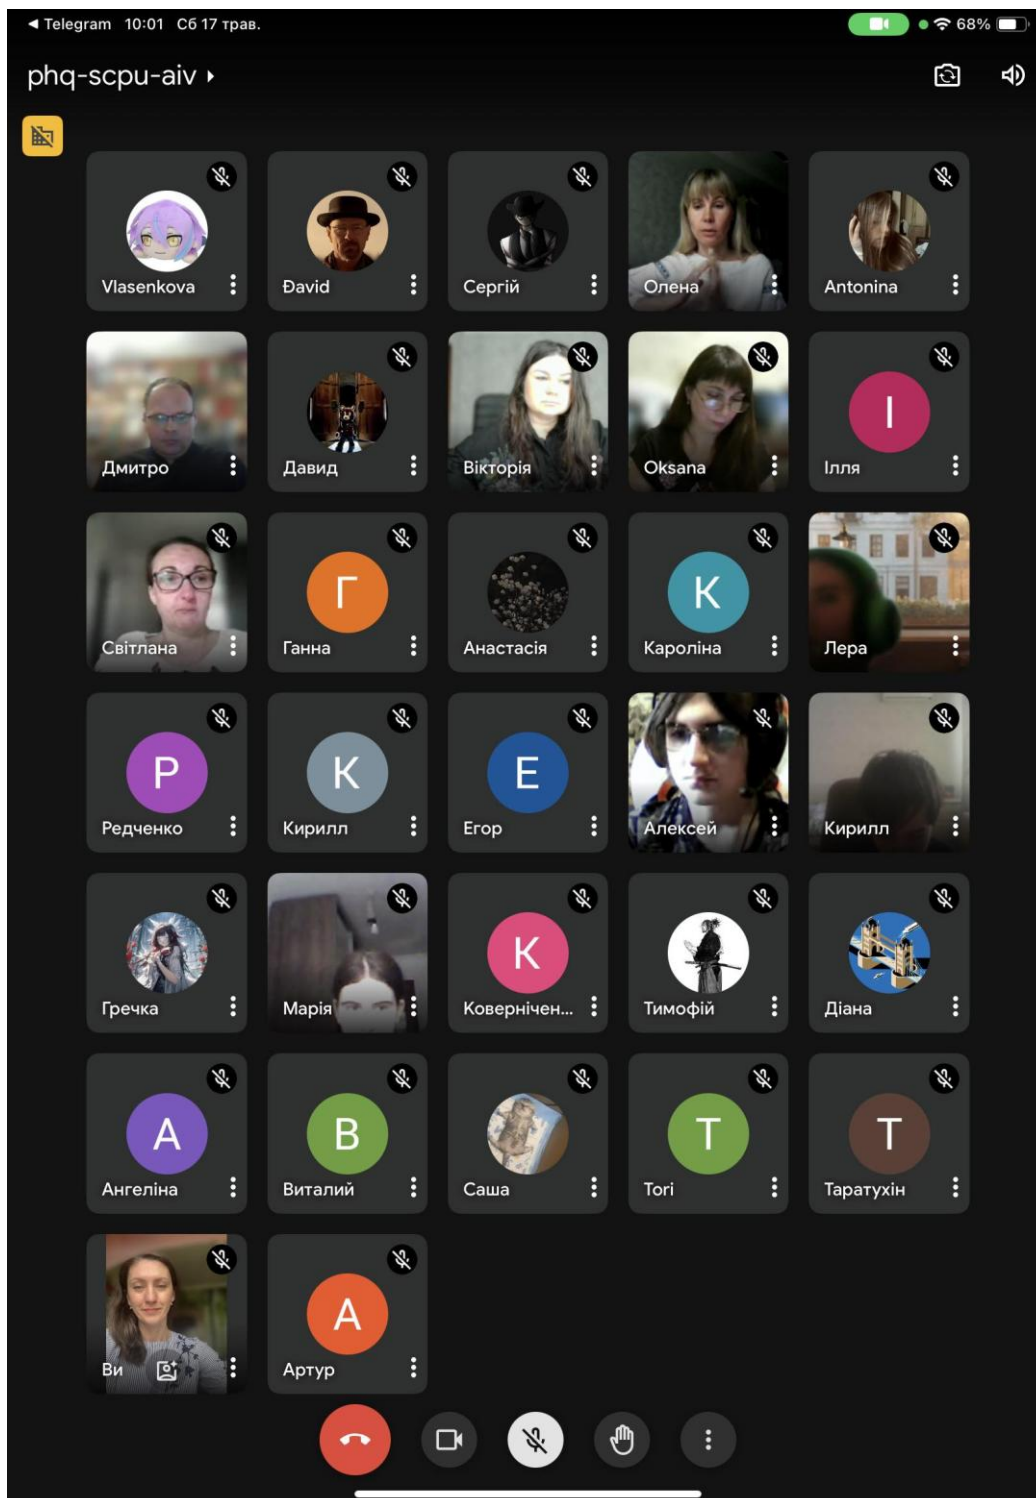 ◀ Telegram 10:01 Сб 17 трав. 68%
phq-scpu-aiv
Vlasenkova Đavid Сергій Олена Antonina
Дмитро Давид Вікторія Oksana І Ілля
Світлана Г Ганна Анастасія К Кароліна Лера
Р Редченко К Кирилл Е Егор Алексей Кирилл
Гречка Марія К Ковернічен... Тимофій Діана
А Ангеліна В Виталий Саша Т Tori Т Таратухін
Ви А Артур